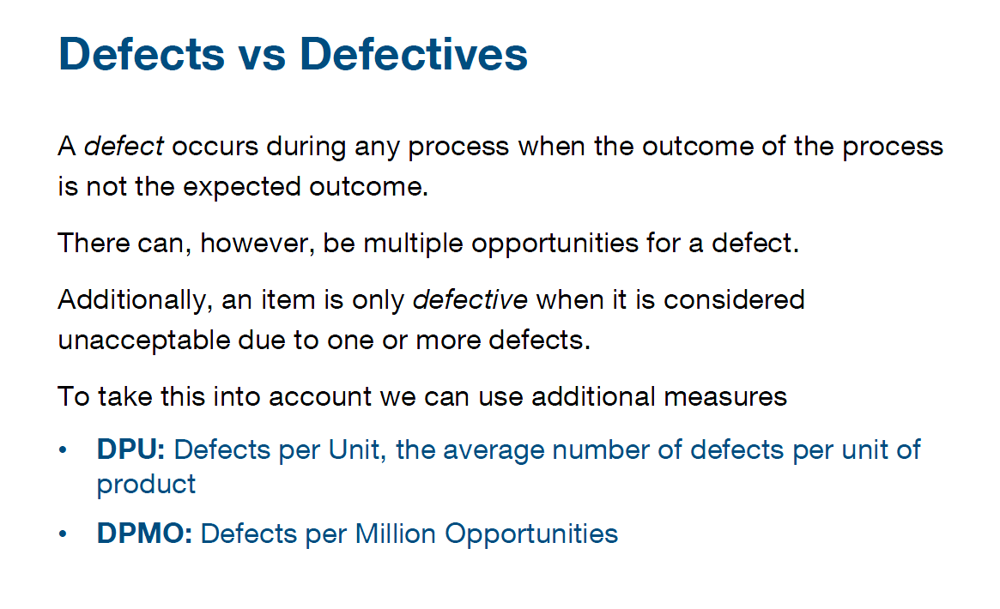 Defects vs Defectives
A defect occurs during any process when the outcome of the process
is not the expected outcome.
There can, however, be multiple opportunities for a defect.
Additionally, an item is only defective when it is considered
unacceptable due to one or more defects.
To take this into account we can use additional measures
• DPU: Defects per Unit, the average number of defects per unit of
product
• DPMO: Defects per Million Opportunities